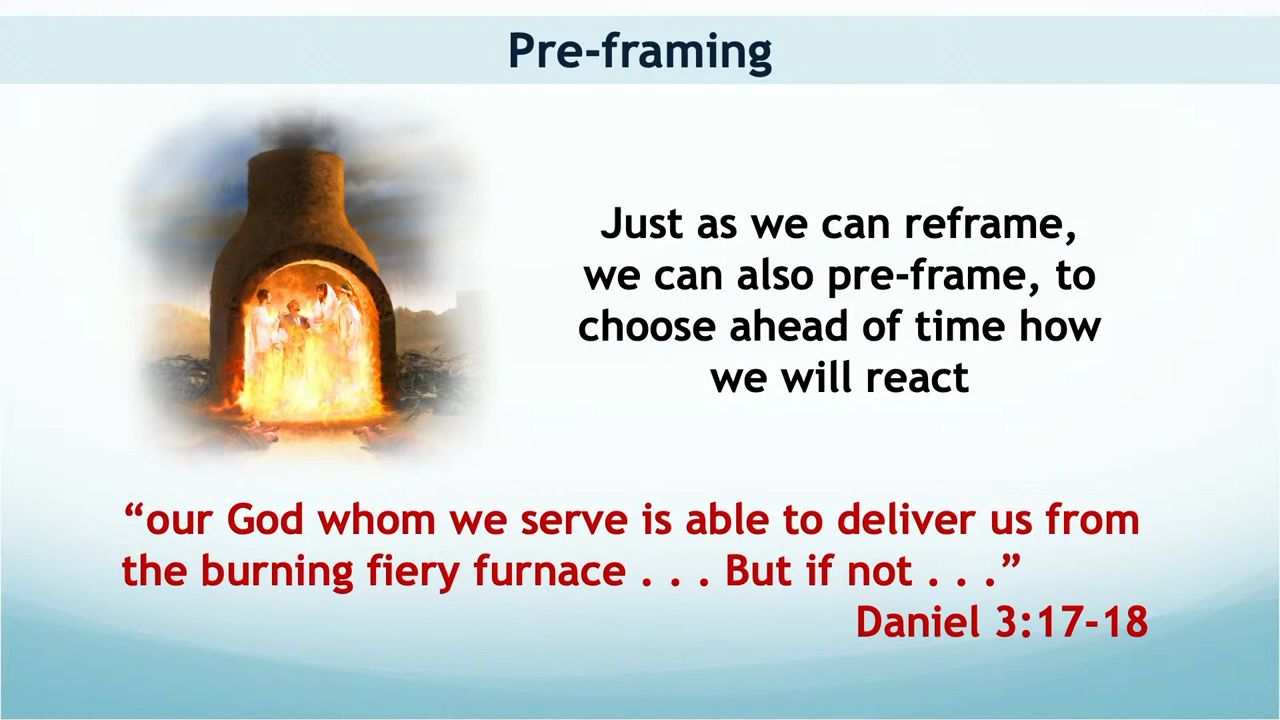 Pre-framing
Just as we can reframe,
we can also pre-frame, to
choose ahead of time how
we will react
“our God whom we serve is able to deliver us from
the burning fiery furnace . . . But if not . . .”
Daniel 3:17-18